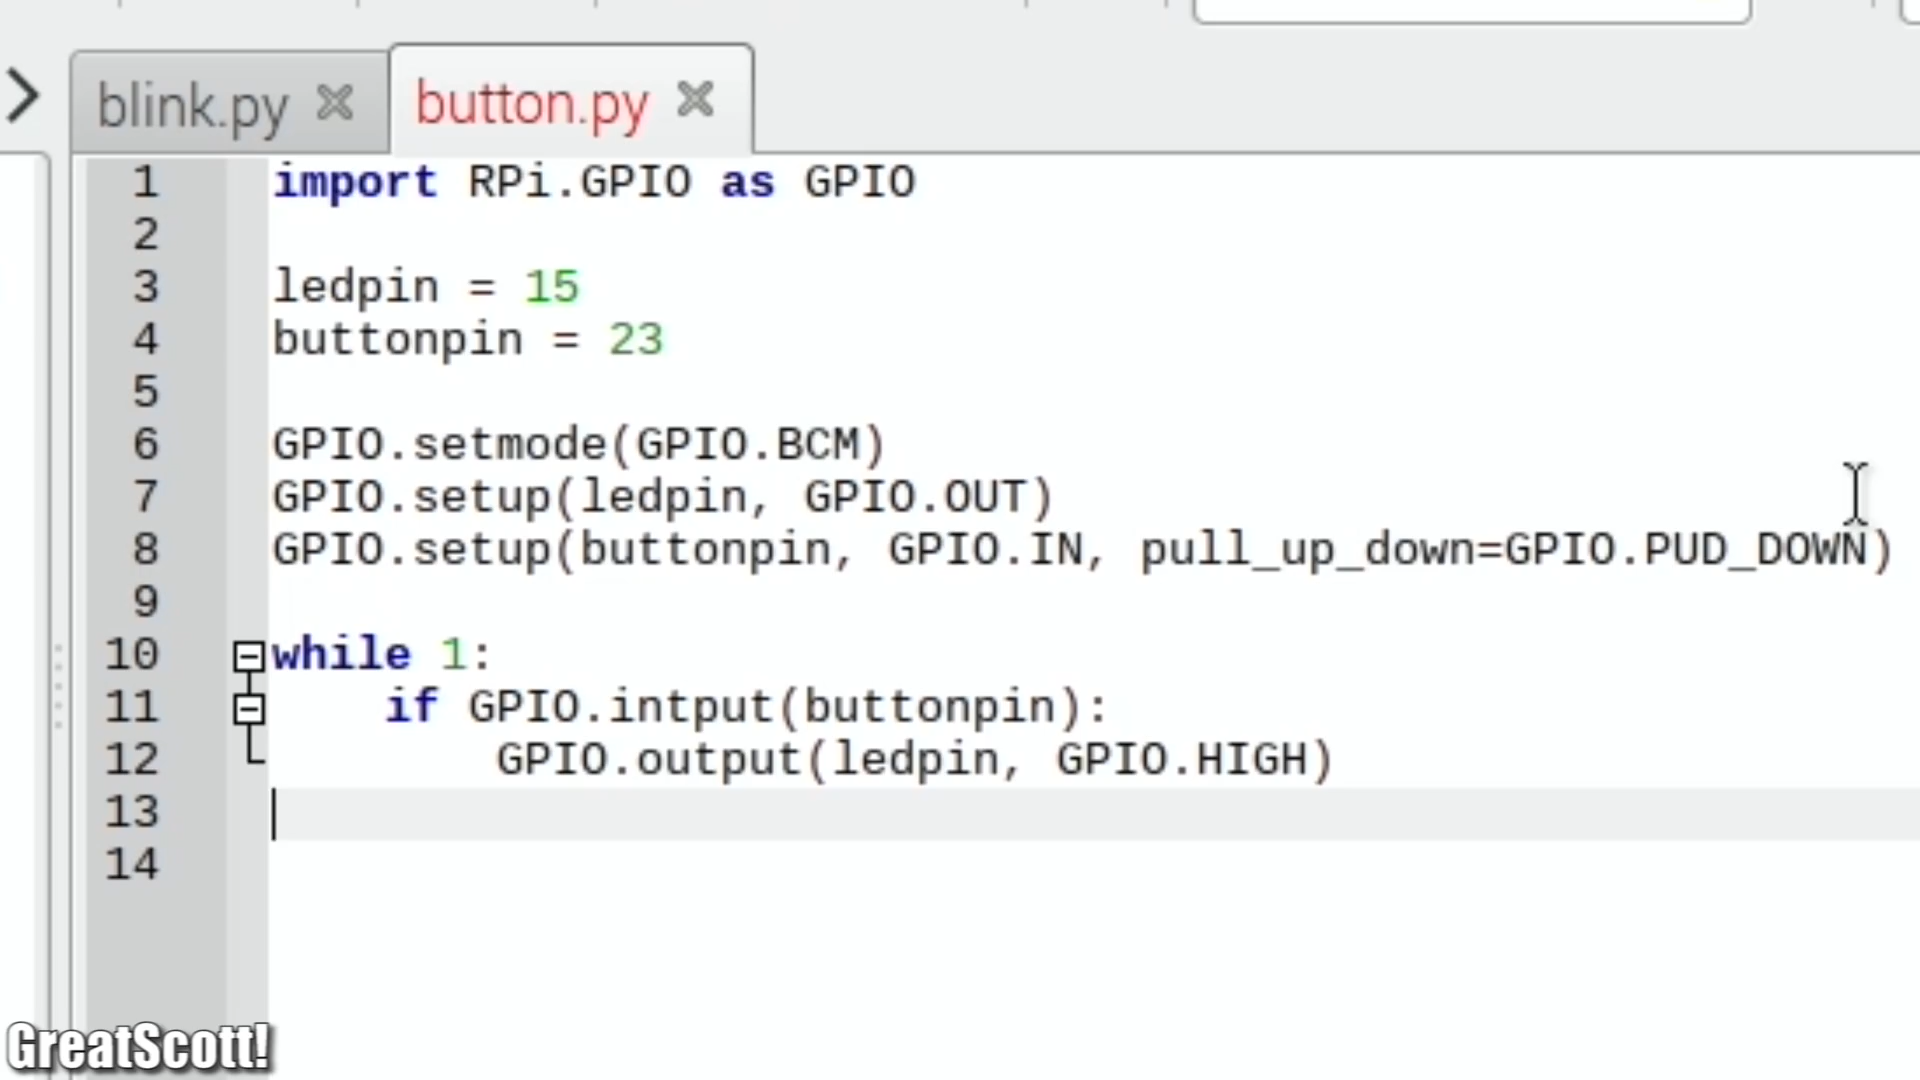 blink.py
button.py
1 import RPi.GPIO as GPIO
2
3 ledpin = 15
4 buttonpin = 23
5
6 GPIO.setmode(GPIO.BCM)
7 GPIO.setup(ledpin, GPIO.OUT)
8 GPIO.setup(buttonpin, GPIO.IN, pull_up_down=GPIO.PUD_DOWN)
9
10 while 1:
11     if GPIO.intput(buttonpin):
12         GPIO.output(ledpin, GPIO.HIGH)
13
14
GreatScott!